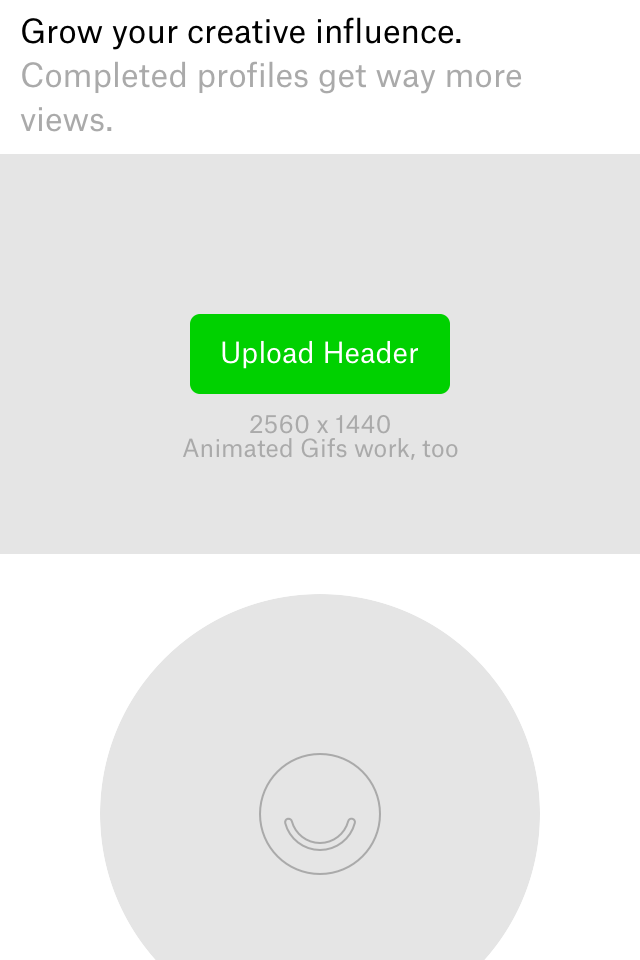 Grow your creative influence.
Completed profiles get way more
views.
Upload Header
2560 x 1440
Animated Gifs work, too